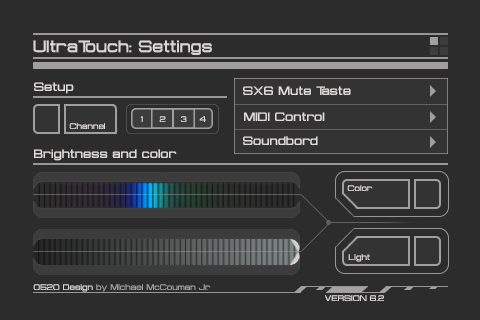 UltraTouch: Settings
Setup
Channel
1 2 3 4
SX6 Mute Taste
MIDI Control
Soundbord
Brightness and color
Color
Light
0620 Design by Michael McCouman Jr
VERSION 6.2